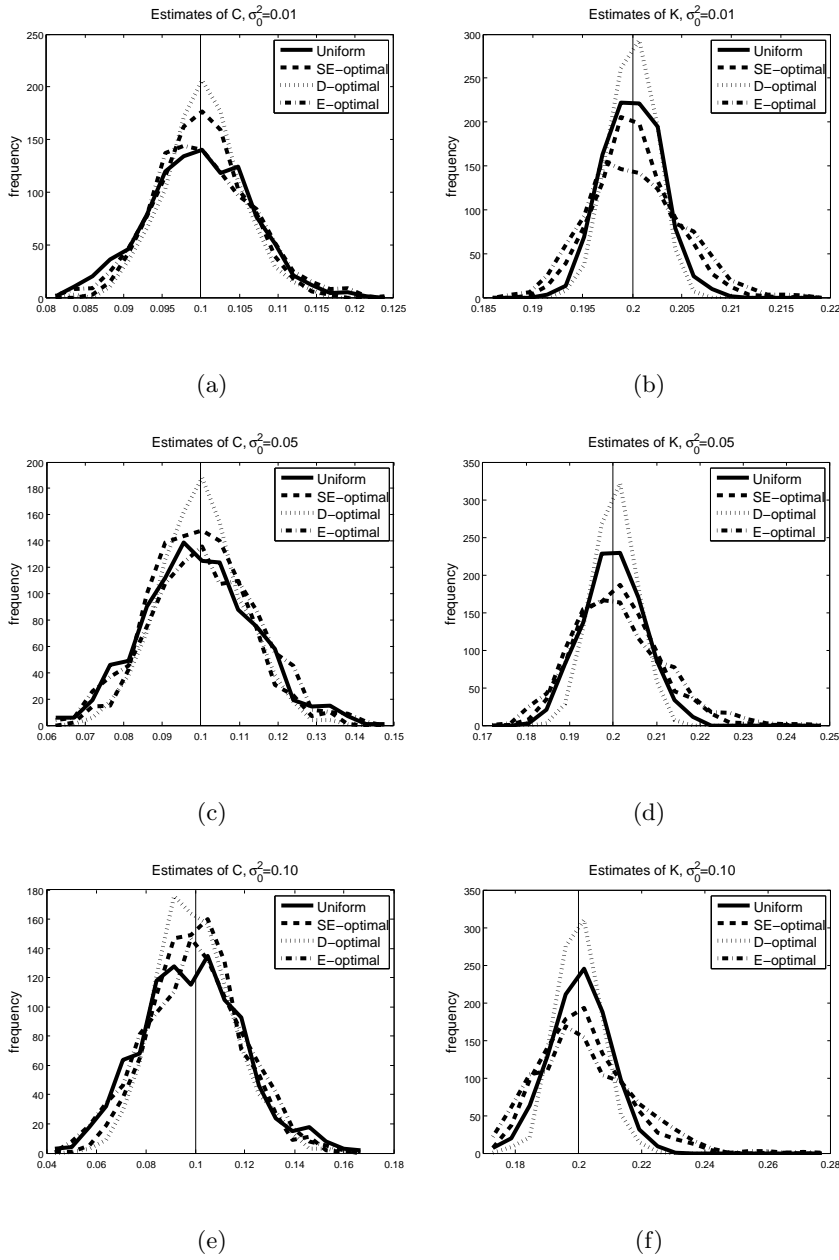 Estimates of C, σ₀²=0.01
250
200
150
100
50
0
frequency
Uniform
SE−optimal
D−optimal
E−optimal
0.08 0.085 0.09 0.095 0.1 0.105 0.11 0.115 0.12 0.125
(a)
Estimates of K, σ₀²=0.01
300
250
200
150
100
50
0
frequency
Uniform
SE−optimal
D−optimal
E−optimal
0.185 0.19 0.195 0.2 0.205 0.21 0.215 0.22
(b)
Estimates of C, σ₀²=0.05
200
180
160
140
120
100
80
60
40
20
0
frequency
Uniform
SE−optimal
D−optimal
E−optimal
0.06 0.07 0.08 0.09 0.1 0.11 0.12 0.13 0.14 0.15
(c)
Estimates of K, σ₀²=0.05
350
300
250
200
150
100
50
0
frequency
Uniform
SE−optimal
D−optimal
E−optimal
0.17 0.18 0.19 0.2 0.21 0.22 0.23 0.24 0.25
(d)
Estimates of C, σ₀²=0.10
180
160
140
120
100
80
60
40
20
0
frequency
Uniform
SE−optimal
D−optimal
E−optimal
0.04 0.06 0.08 0.1 0.12 0.14 0.16 0.18
(e)
Estimates of K, σ₀²=0.10
350
300
250
200
150
100
50
0
frequency
Uniform
SE−optimal
D−optimal
E−optimal
0.18 0.2 0.22 0.24 0.26 0.28
(f)